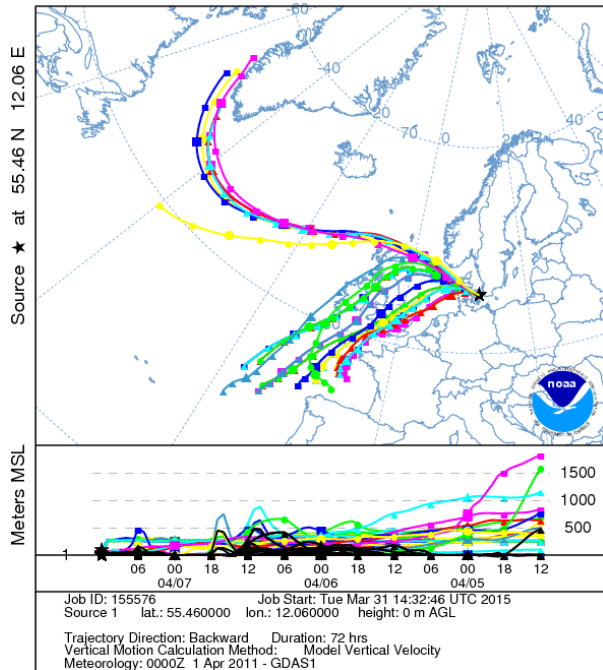 Source ★ at 55.46 N 12.06 E
60
50
40
20
70
0
60
noaa
Meters MSL
1500
1000
500
1
06 00 18 12 06 00 18 12 06 00 18 12
04/07 04/06 04/05
Job ID: 155576 Job Start: Tue Mar 31 14:32:46 UTC 2015
Source 1 lat.: 55.460000 lon.: 12.060000 height: 0 m AGL
Trajectory Direction: Backward Duration: 72 hrs
Vertical Motion Calculation Method: Model Vertical Velocity
Meteorology: 0000Z 1 Apr 2011 - GDAS1